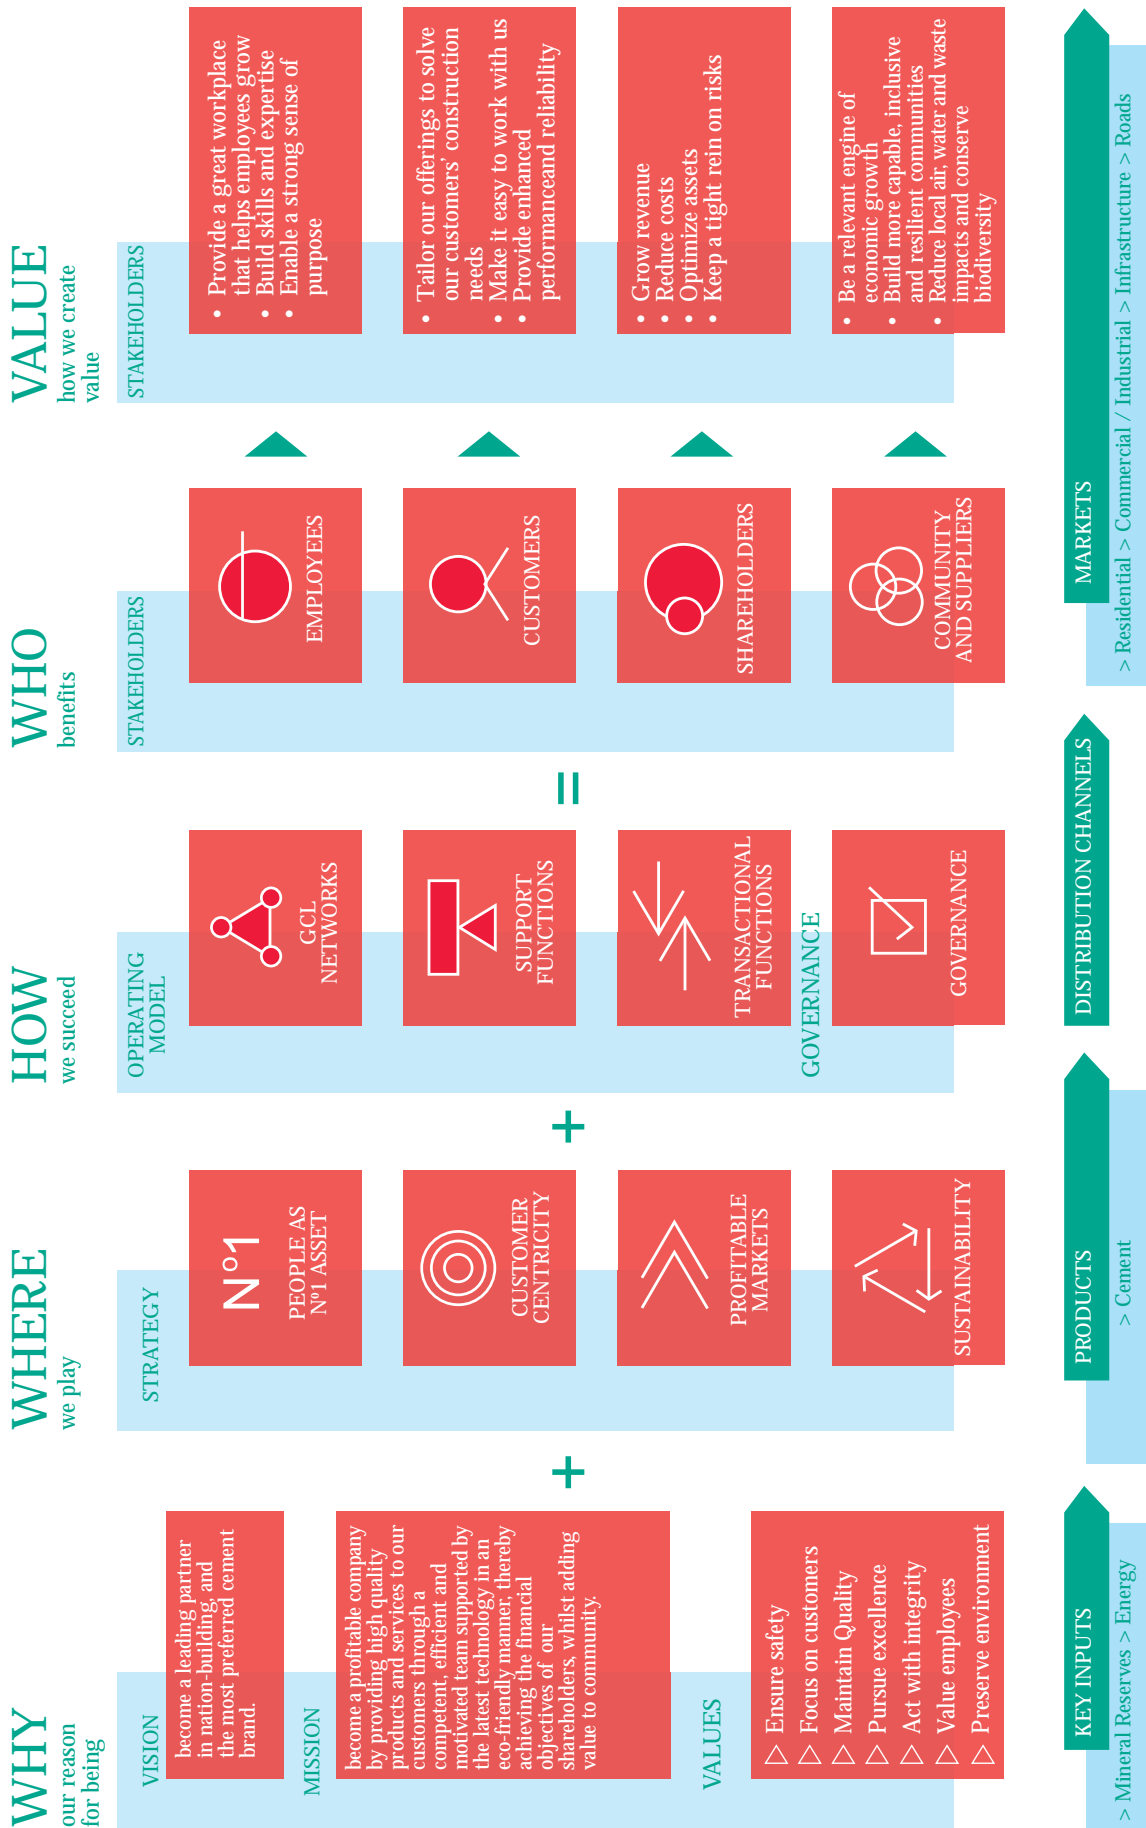 WHY
our reason
for being
VISION
become a leading partner
in nation-building, and
the most preferred cement
brand.
MISSION
become a profitable company
by providing high quality
products and services to our
customers through a
competent, efficient and
motivated team supported by
the latest technology in an
eco-friendly manner, thereby
achieving the financial
objectives of our
shareholders, whilst adding
value to community.
VALUES
Ensure safety
Focus on customers
Maintain Quality
Pursue excellence
Act with integrity
Value employees
Preserve environment
WHERE
we play
STRATEGY
N°1
PEOPLE AS
N°1 ASSET
CUSTOMER
CENTRICITY
PROFITABLE
MARKETS
SUSTAINABILITY
HOW
we succeed
OPERATING
MODEL
GCL
NETWORKS
SUPPORT
FUNCTIONS
TRANSACTIONAL
FUNCTIONS
GOVERNANCE
GOVERNANCE
WHO
benefits
STAKEHOLDERS
EMPLOYEES
CUSTOMERS
SHAREHOLDERS
COMMUNITY
AND SUPPLIERS
VALUE
how we create
value
STAKEHOLDERS
• Provide a great workplace
that helps employees grow
• Build skills and expertise
• Enable a strong sense of
purpose
• Tailor our offerings to solve
our customers’ construction
needs
• Make it easy to work with us
• Provide enhanced
performanceand reliability
• Grow revenue
• Reduce costs
• Optimize assets
• Keep a tight rein on risks
• Be a relevant engine of
economic growth
• Build more capable, inclusive
and resilient communities
• Reduce local air, water and waste
impacts and conserve
biodiversity
+
+
=
KEY INPUTS
> Mineral Reserves > Energy
PRODUCTS
> Cement
DISTRIBUTION CHANNELS
MARKETS
> Residential > Commercial / Industrial > Infrastructure > Roads